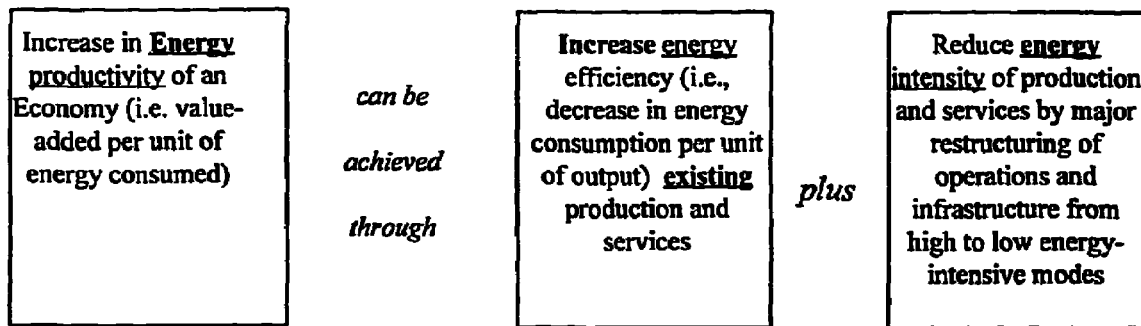 Increase in Energy
productivity of an
Economy (i.e. value-
added per unit of
energy consumed)
can be
achieved
through
Increase energy
efficiency (i.e.,
decrease in energy
consumption per unit
of output) existing
production and
services
plus
Reduce energy
intensity of production
and services by major
restructuring of
operations and
infrastructure from
high to low energy-
intensive modes